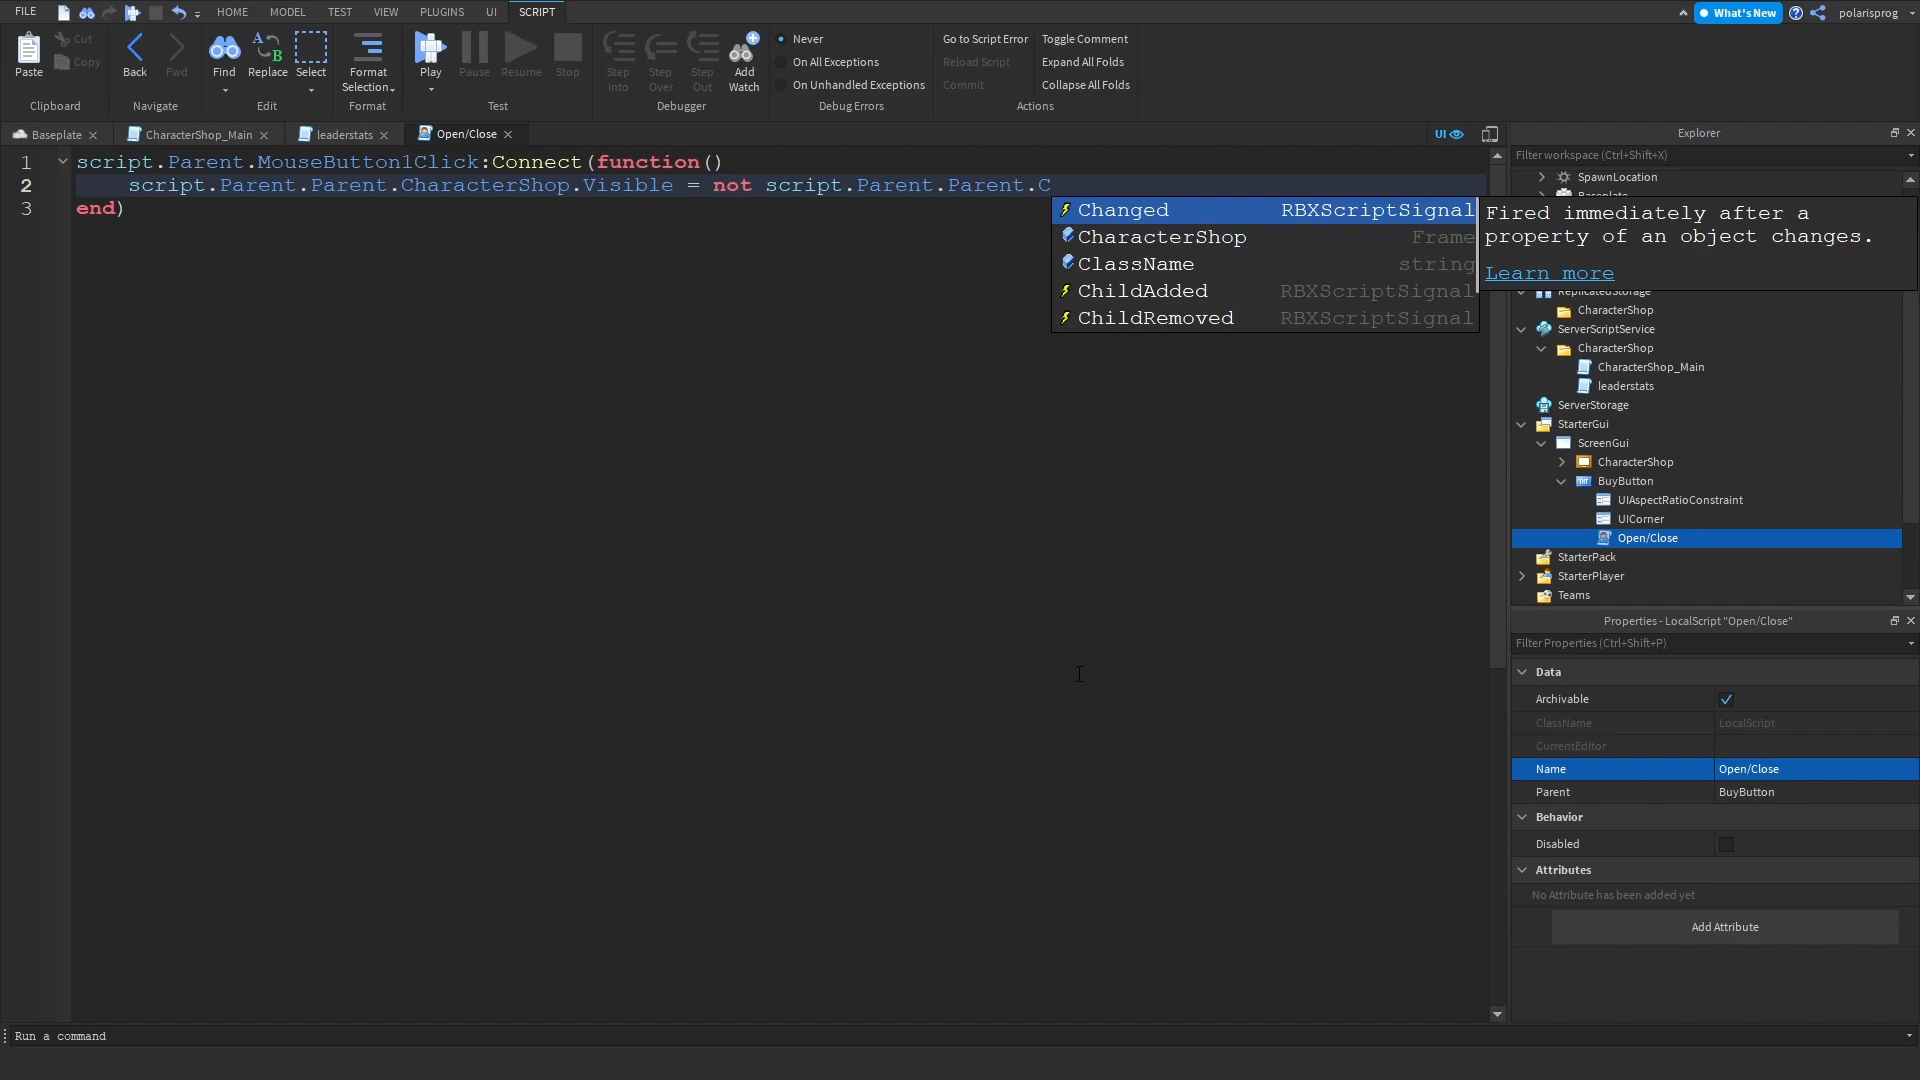 FILE HOME MODEL TEST VIEW PLUGINS UI SCRIPT What's New polarisprog
Paste Cut Copy Back Fwd Find Replace Select Format Selection Play Pause Resume Stop Step Into Step Over Step Out Add Watch
Never
On All Exceptions
On Unhandled Exceptions
Go to Script Error
Reload Script
Commit
Toggle Comment
Expand All Folds
Collapse All Folds
Clipboard Navigate Edit Format Test Debugger Debug Errors Actions
Baseplate CharacterShop_Main leaderstats Open/Close UI
1 script.Parent.MouseButton1Click:Connect(function()
2 script.Parent.Parent.CharacterShop.Visible = not script.Parent.Parent.C
3 end)
Changed RBXScriptSignal
CharacterShop Frame
ClassName string
ChildAdded RBXScriptSignal
ChildRemoved RBXScriptSignal
Fired immediately after a
property of an object changes.
Learn more
Explorer
Filter workspace (Ctrl+Shift+X)
SpawnLocation
Baseplate
ReplicatedStorage
CharacterShop
ServerScriptService
CharacterShop
CharacterShop_Main
leaderstats
ServerStorage
StarterGui
ScreenGui
CharacterShop
TXT BuyButton
UIAspectRatioConstraint
UICorner
Open/Close
StarterPack
StarterPlayer
Teams
Properties - LocalScript "Open/Close"
Filter Properties (Ctrl+Shift+P)
Data
Archivable
ClassName LocalScript
CurrentEditor
Name Open/Close
Parent BuyButton
Behavior
Disabled
Attributes
No Attribute has been added yet
Add Attribute
Run a command